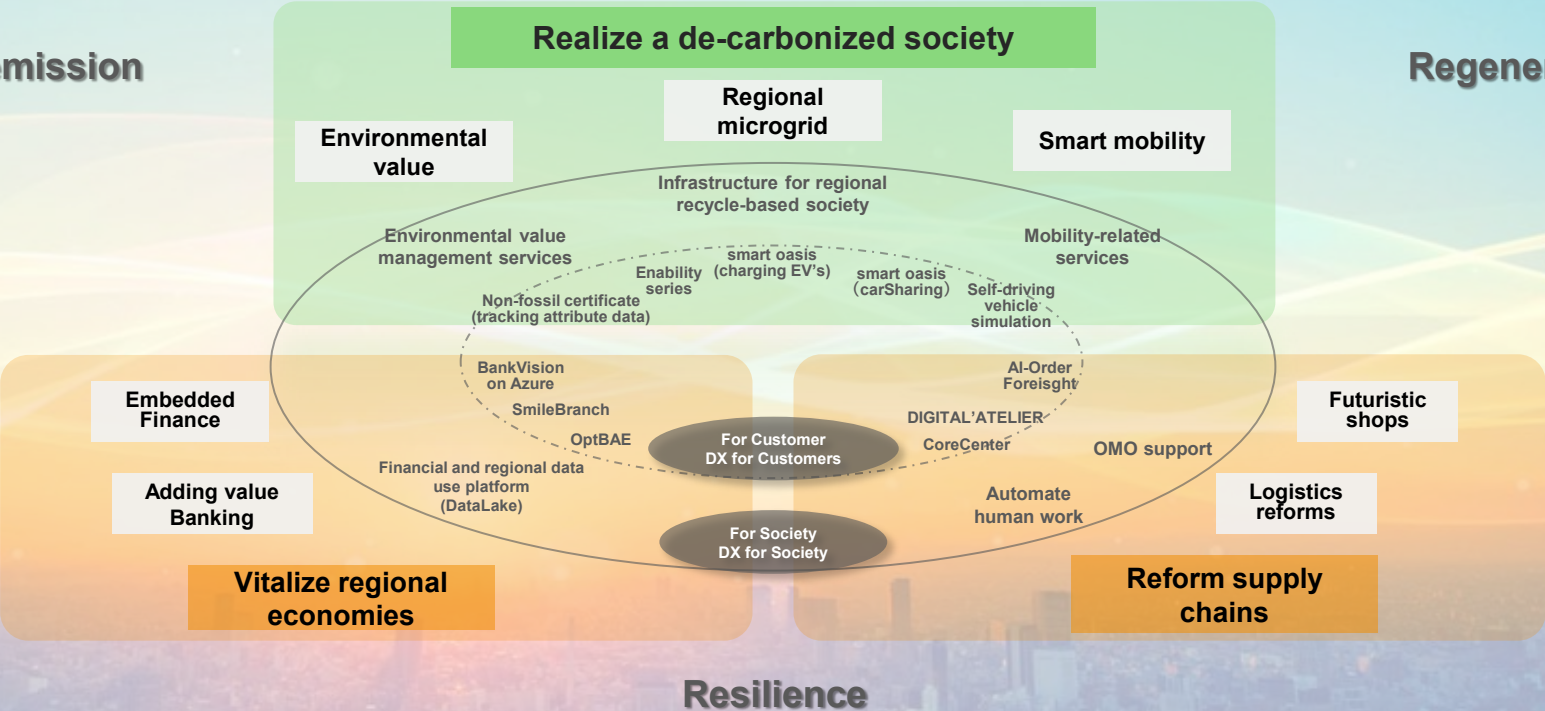 Realize a de-carbonized society
emission
Regene
Regional
microgrid
Environmental
value
Smart mobility
Infrastructure for regional
recycle-based society
Environmental value
management services
Mobility-related
services
smart oasis
(charging EV's)
Enability
series
smart oasis
（carSharing）
Self-driving
vehicle
simulation
Non-fossil certificate
(tracking attribute data)
BankVision
on Azure
AI-Order
Foreisght
SmileBranch
DIGITAL'ATELIER
OptBAE
CoreCenter
For Customer
DX for Customers
Embedded
Finance
Futuristic
shops
OMO support
Financial and regional data
use platform
(DataLake)
Adding value
Banking
Automate
human work
Logistics
reforms
For Society
DX for Society
Vitalize regional
economies
Reform supply
chains
Resilience